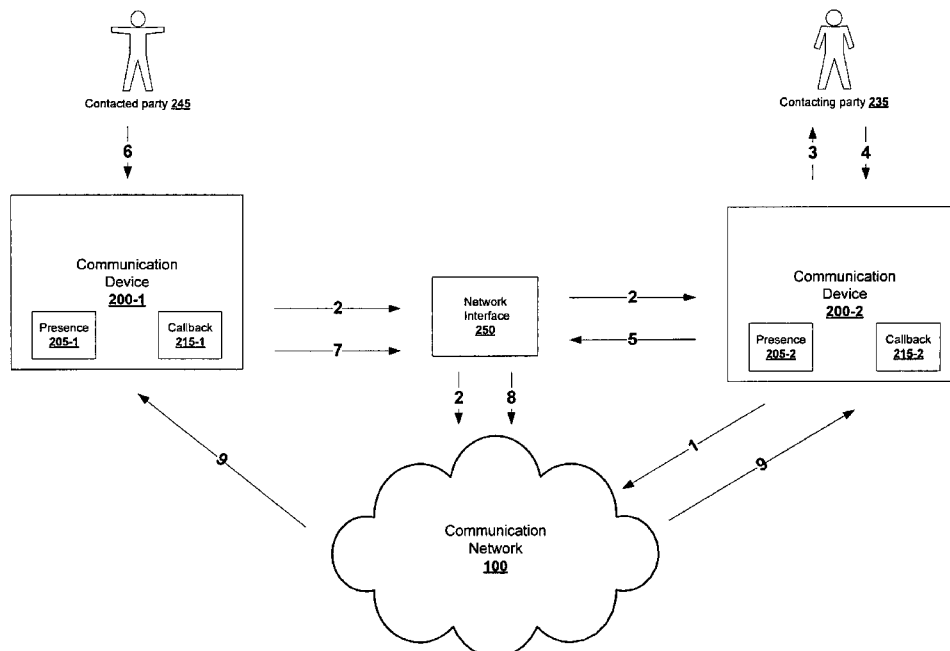 Contacted party 245
Contacting party 235
6
3
4
Communication
Device
200-1
Presence
205-1
Callback
215-1
2
7
Network
Interface
250
2
5
Communication
Device
200-2
Presence
205-2
Callback
215-2
2
8
1
9
9
Communication
Network
100